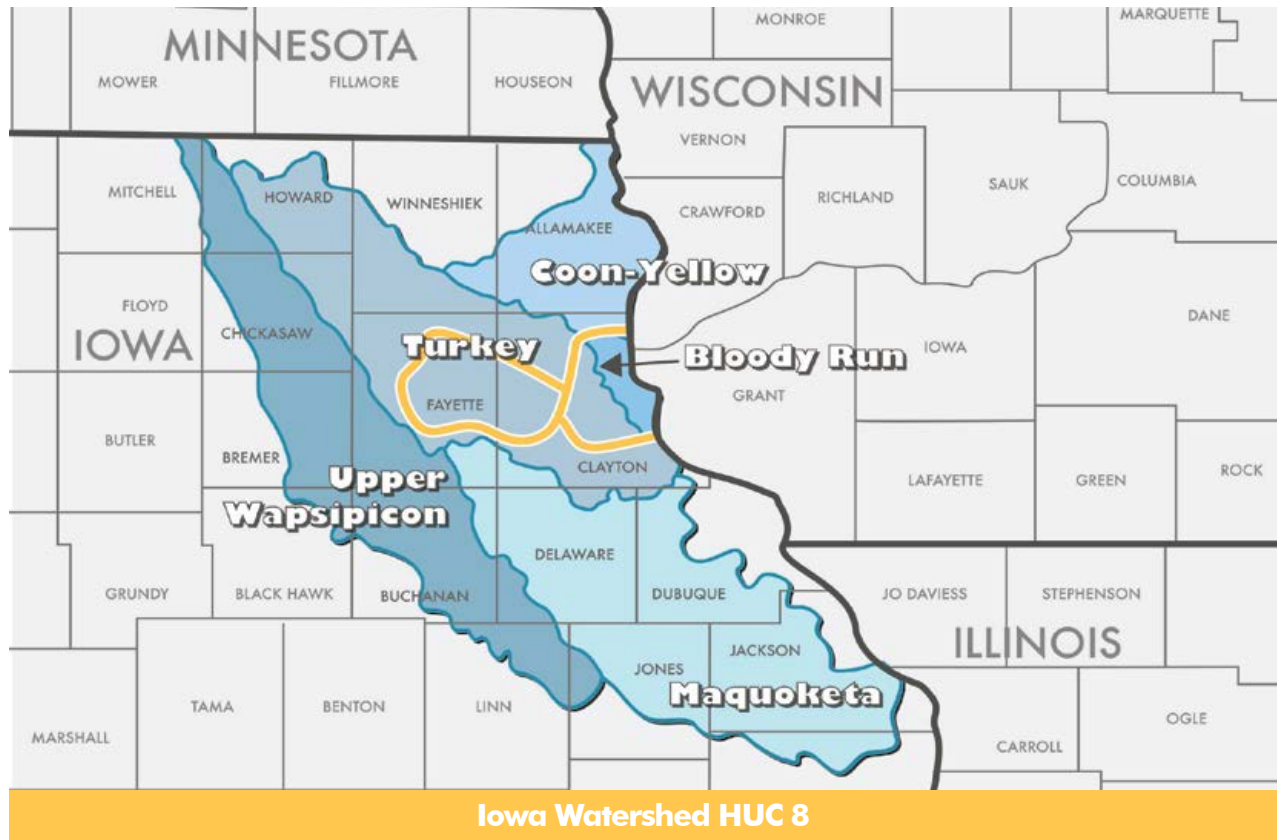 MONROE
MARQUETTE
MINNESOTA
MOWER
FILLMORE
HOUSEON
WISCONSIN
VERNON
MITCHELL
HOWARD
WINNESHIEK
ALLAMAKEE
CRAWFORD
RICHLAND
SAUK
COLUMBIA
Coon-Yellow
FLOYD
CHICKASAW
IOWA
Turkey
Bloody Run
IOWA
DANE
FAYETTE
GRANT
BUTLER
BREMER
CLAYTON
LAFAYETTE
GREEN
ROCK
Upper
Wapsipicon
DELAWARE
GRUNDY
BLACK HAWK
BUCHANAN
DUBUQUE
JO DAVIESS
STEPHENSON
ILLINOIS
JONES
JACKSON
Maquoketa
TAMA
BENTON
LINN
OGLE
MARSHALL
CARROLL
Iowa Watershed HUC 8